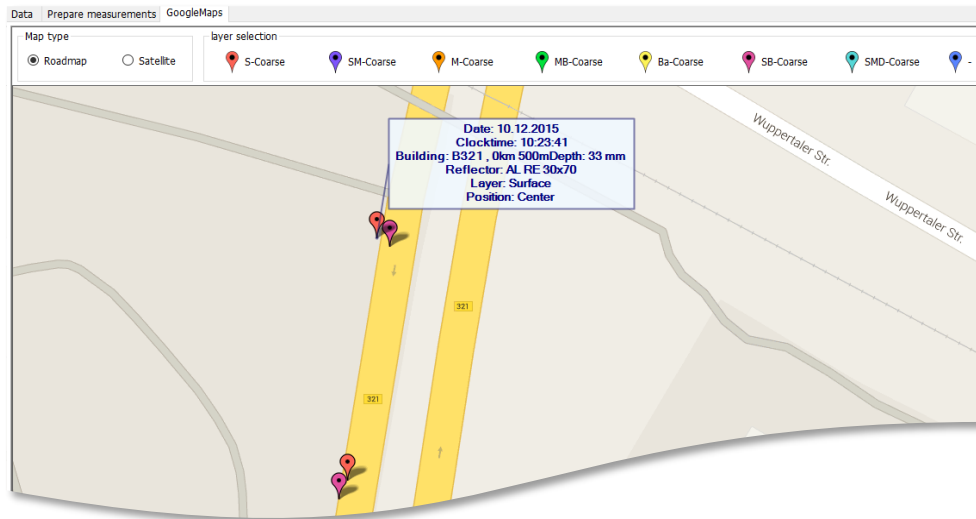 Data Prepare measurements GoogleMaps
Map type
layer selection
Roadmap Satellite
S-Coarse SM-Coarse M-Coarse MB-Coarse Ba-Coarse SB-Coarse SMD-Coarse -
Date: 10.12.2015
Clocktime: 10:23:41
Building: B321 , 0km 500mDepth: 33 mm
Reflector: AL RE 30x70
Layer: Surface
Position: Center
Wuppertaler Str.
Wuppertaler Str.
321
321